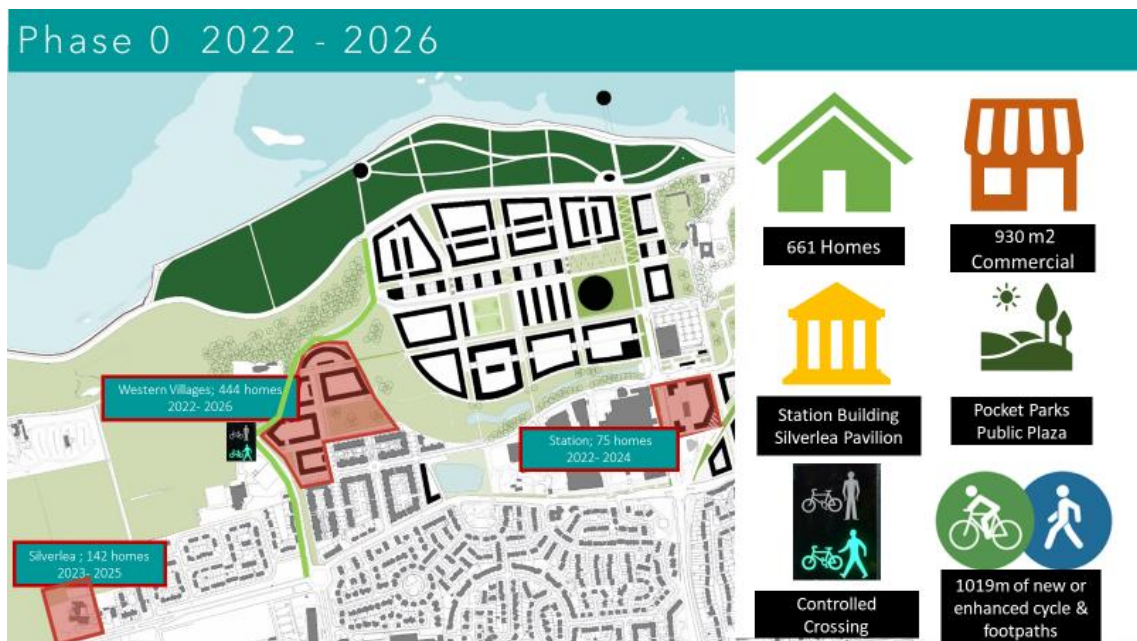 Phase 0 2022 - 2026
Western Villages; 444 homes
2022- 2026
Station; 75 homes
2022- 2024
Silverlea ; 142 homes
2023- 2025
661 Homes
930 m2
Commercial
Station Building
Silverlea Pavilion
Pocket Parks
Public Plaza
Controlled
Crossing
1019m of new or
enhanced cycle &
footpaths